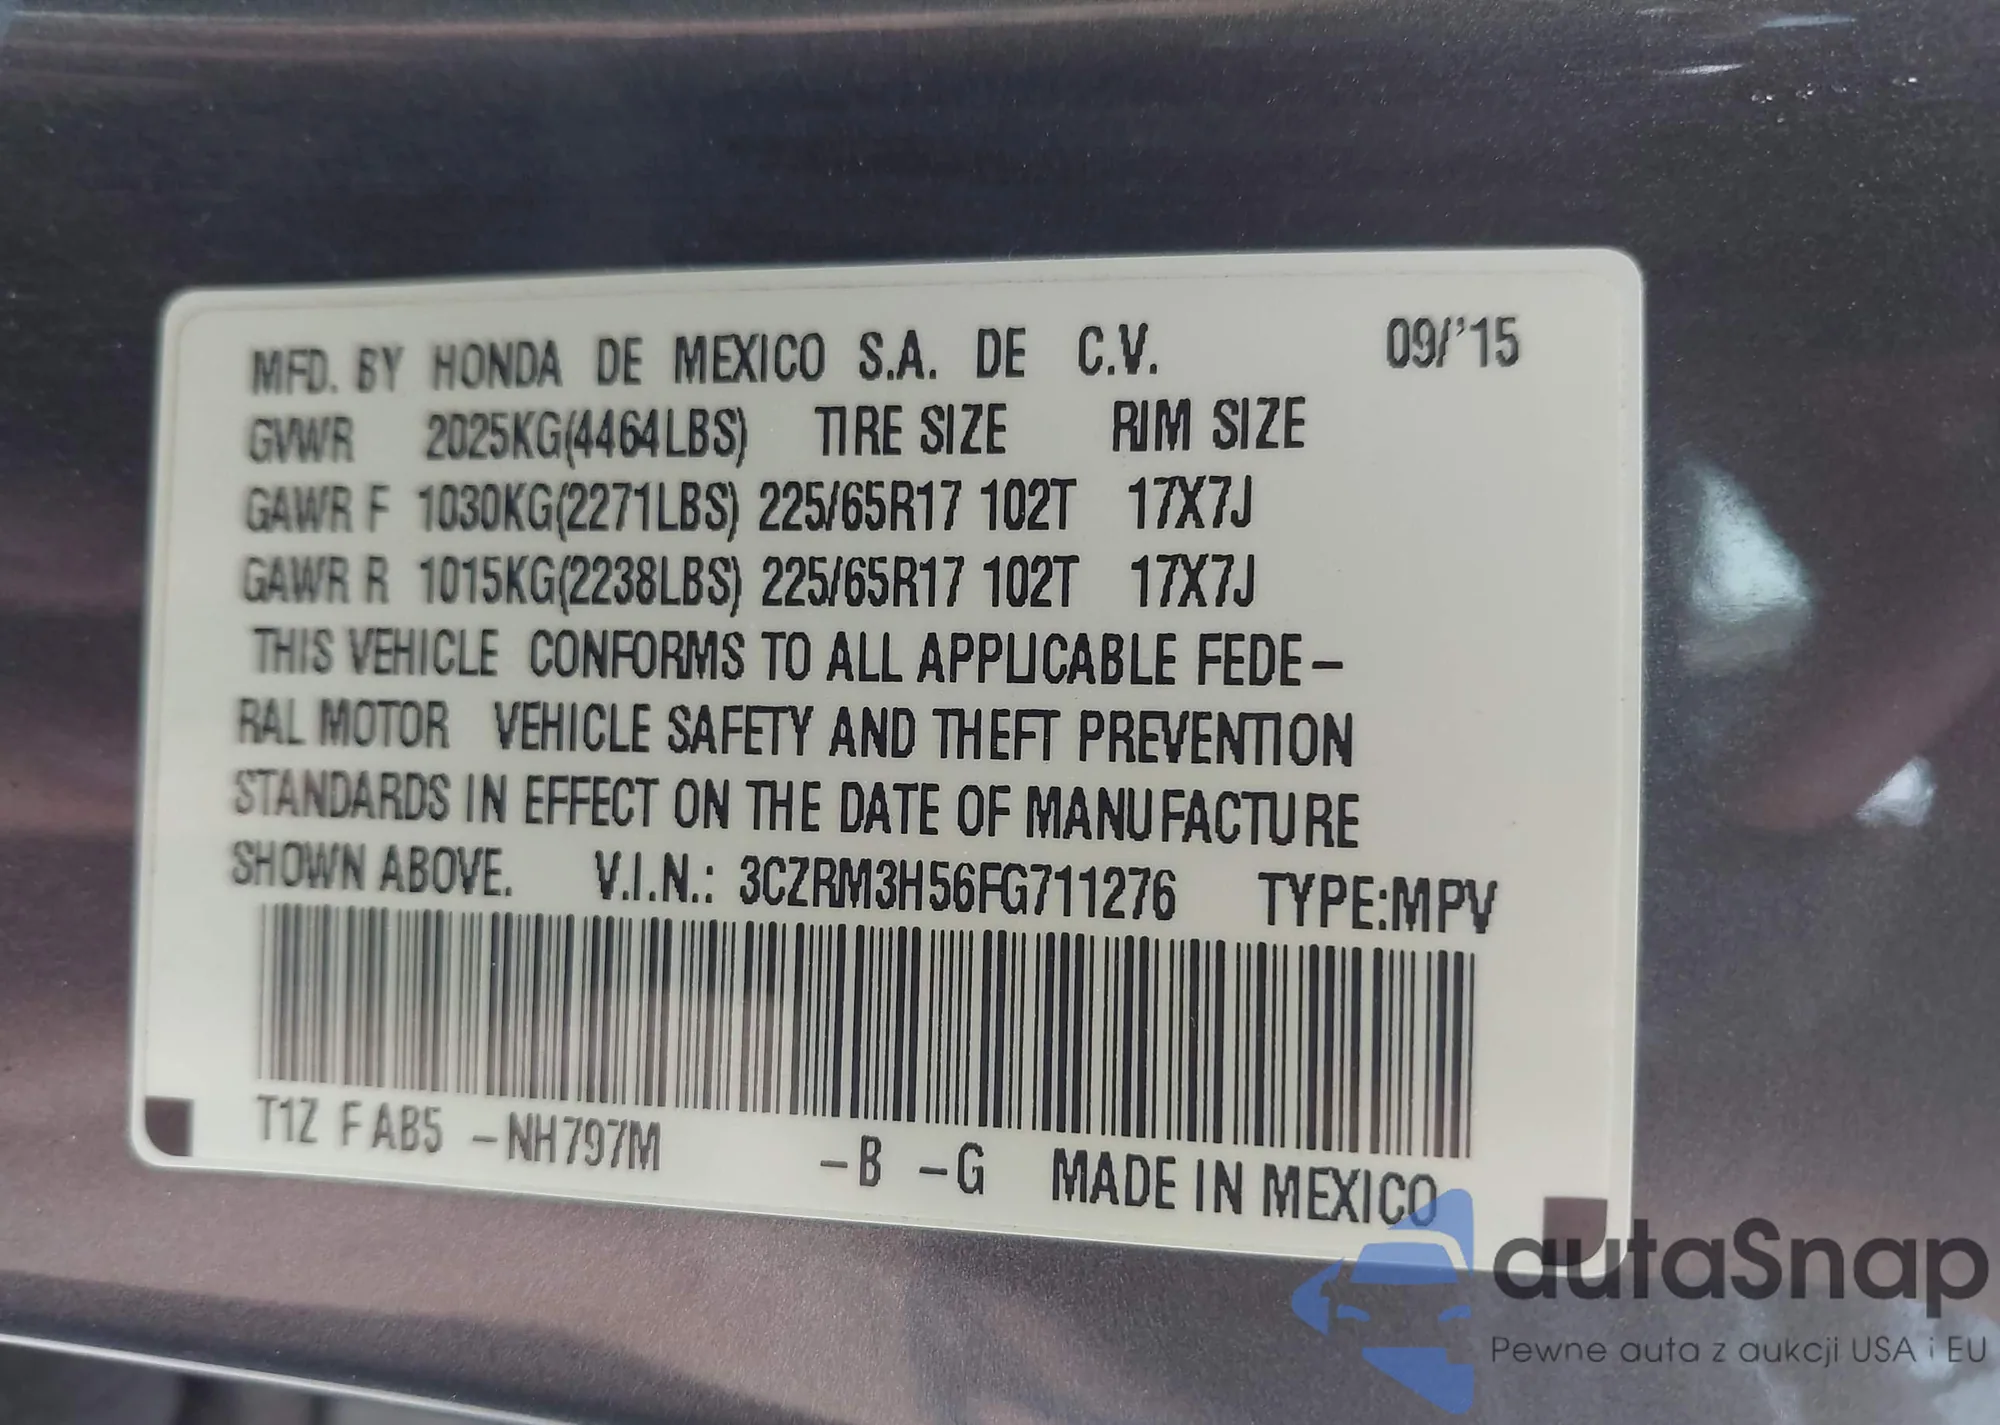 MFD. BY HONDA DE MEXICO S.A. DE C.V. 09/'15
GVWR 2025KG(4464LBS) TIRE SIZE RIM SIZE
GAWR F 1030KG(2271LBS) 225/65R17 102T 17X7J
GAWR R 1015KG(2238LBS) 225/65R17 102T 17X7J
THIS VEHICLE CONFORMS TO ALL APPLICABLE FEDE-
RAL MOTOR VEHICLE SAFETY AND THEFT PREVENTION
STANDARDS IN EFFECT ON THE DATE OF MANUFACTURE
SHOWN ABOVE. V.I.N.: 3CZRM3H56FG711276 TYPE:MPV
T1Z F AB5 -NH797M -B -G MADE IN MEXICO
autaSnap
Pewne auta z aukcji USA i EU